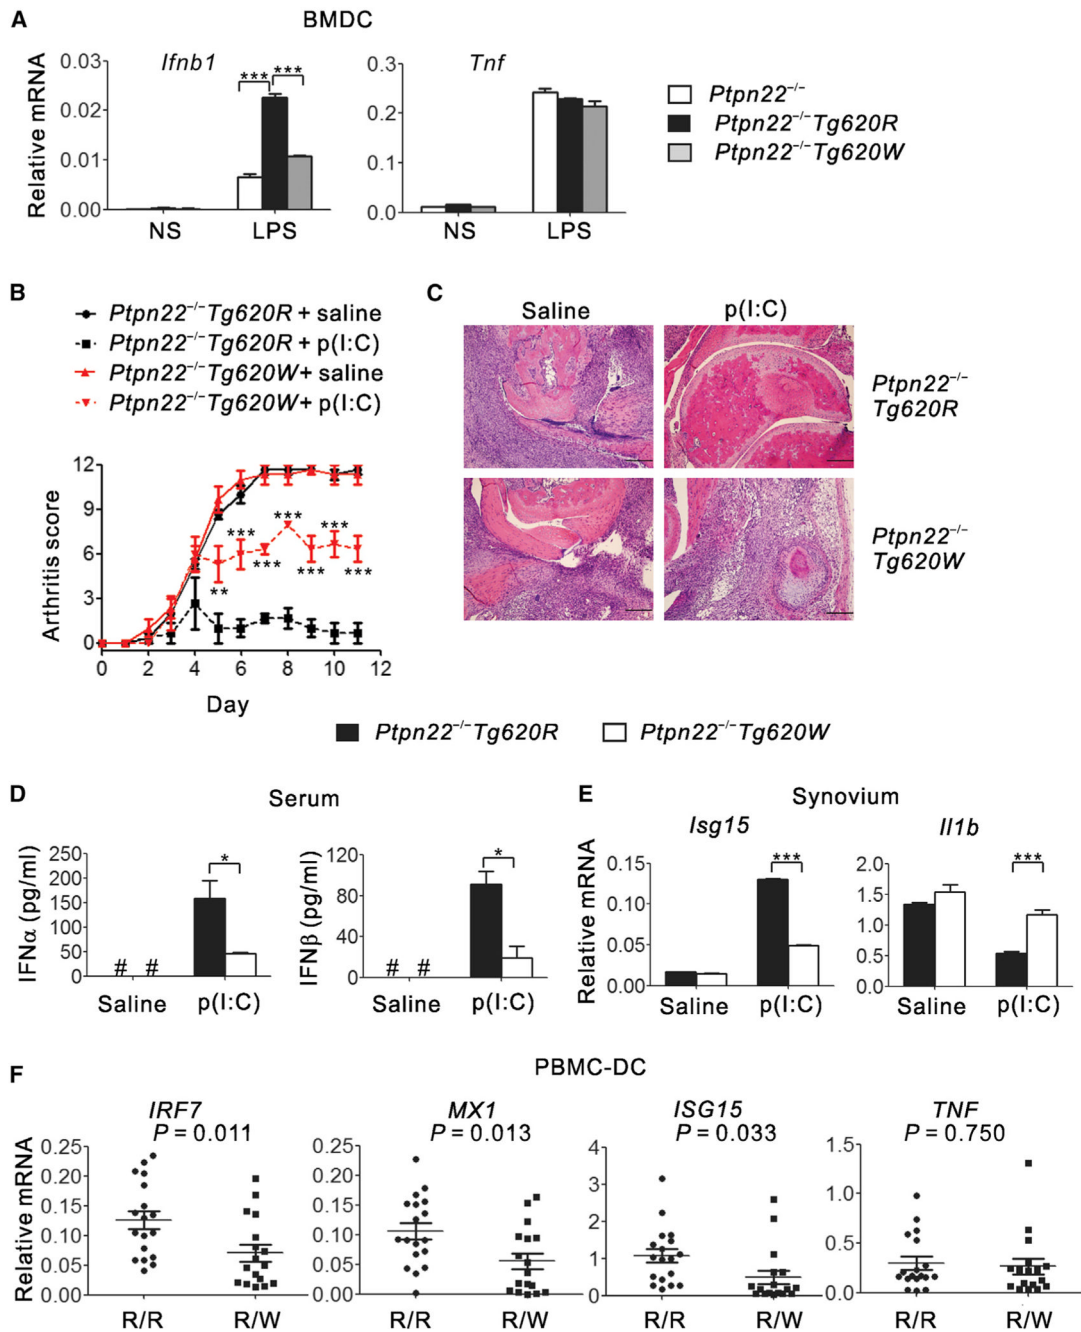 A
BMDC
Ifnb1
Tnf
Relative mRNA
0.03
0.02
0.01
0.00
*** ***
NS LPS
0.3
0.2
0.1
0.0
NS LPS
Ptpn22⁻/⁻
Ptpn22⁻/⁻Tg620R
Ptpn22⁻/⁻Tg620W
B
Ptpn22⁻/⁻Tg620R + saline
Ptpn22⁻/⁻Tg620R + p(I:C)
Ptpn22⁻/⁻Tg620W+ saline
Ptpn22⁻/⁻Tg620W+ p(I:C)
Arthritis score
12
9
6
3
0
** *** *** *** *** *** ***
0 2 4 6 8 10 12
Day
C
Saline p(I:C)
Ptpn22⁻/⁻
Tg620R
Ptpn22⁻/⁻
Tg620W
Ptpn22⁻/⁻Tg620R Ptpn22⁻/⁻Tg620W
D
Serum
IFNα (pg/ml)
250
200
150
100
50
0
*
# #
Saline p(I:C)
IFNβ (pg/ml)
120
80
40
0
*
# #
Saline p(I:C)
E
Synovium
Isg15
Il1b
Relative mRNA
0.15
0.10
0.05
0.00
***
Saline p(I:C)
2.0
1.5
1.0
0.5
0.0
***
Saline p(I:C)
F
PBMC-DC
IRF7
P = 0.011
Relative mRNA
0.25
0.20
0.15
0.10
0.05
0.00
R/R R/W
MX1
P = 0.013
0.25
0.20
0.15
0.10
0.05
0.00
R/R R/W
ISG15
P = 0.033
4
3
2
1
0
R/R R/W
TNF
P = 0.750
1.5
1.0
0.5
0.0
R/R R/W